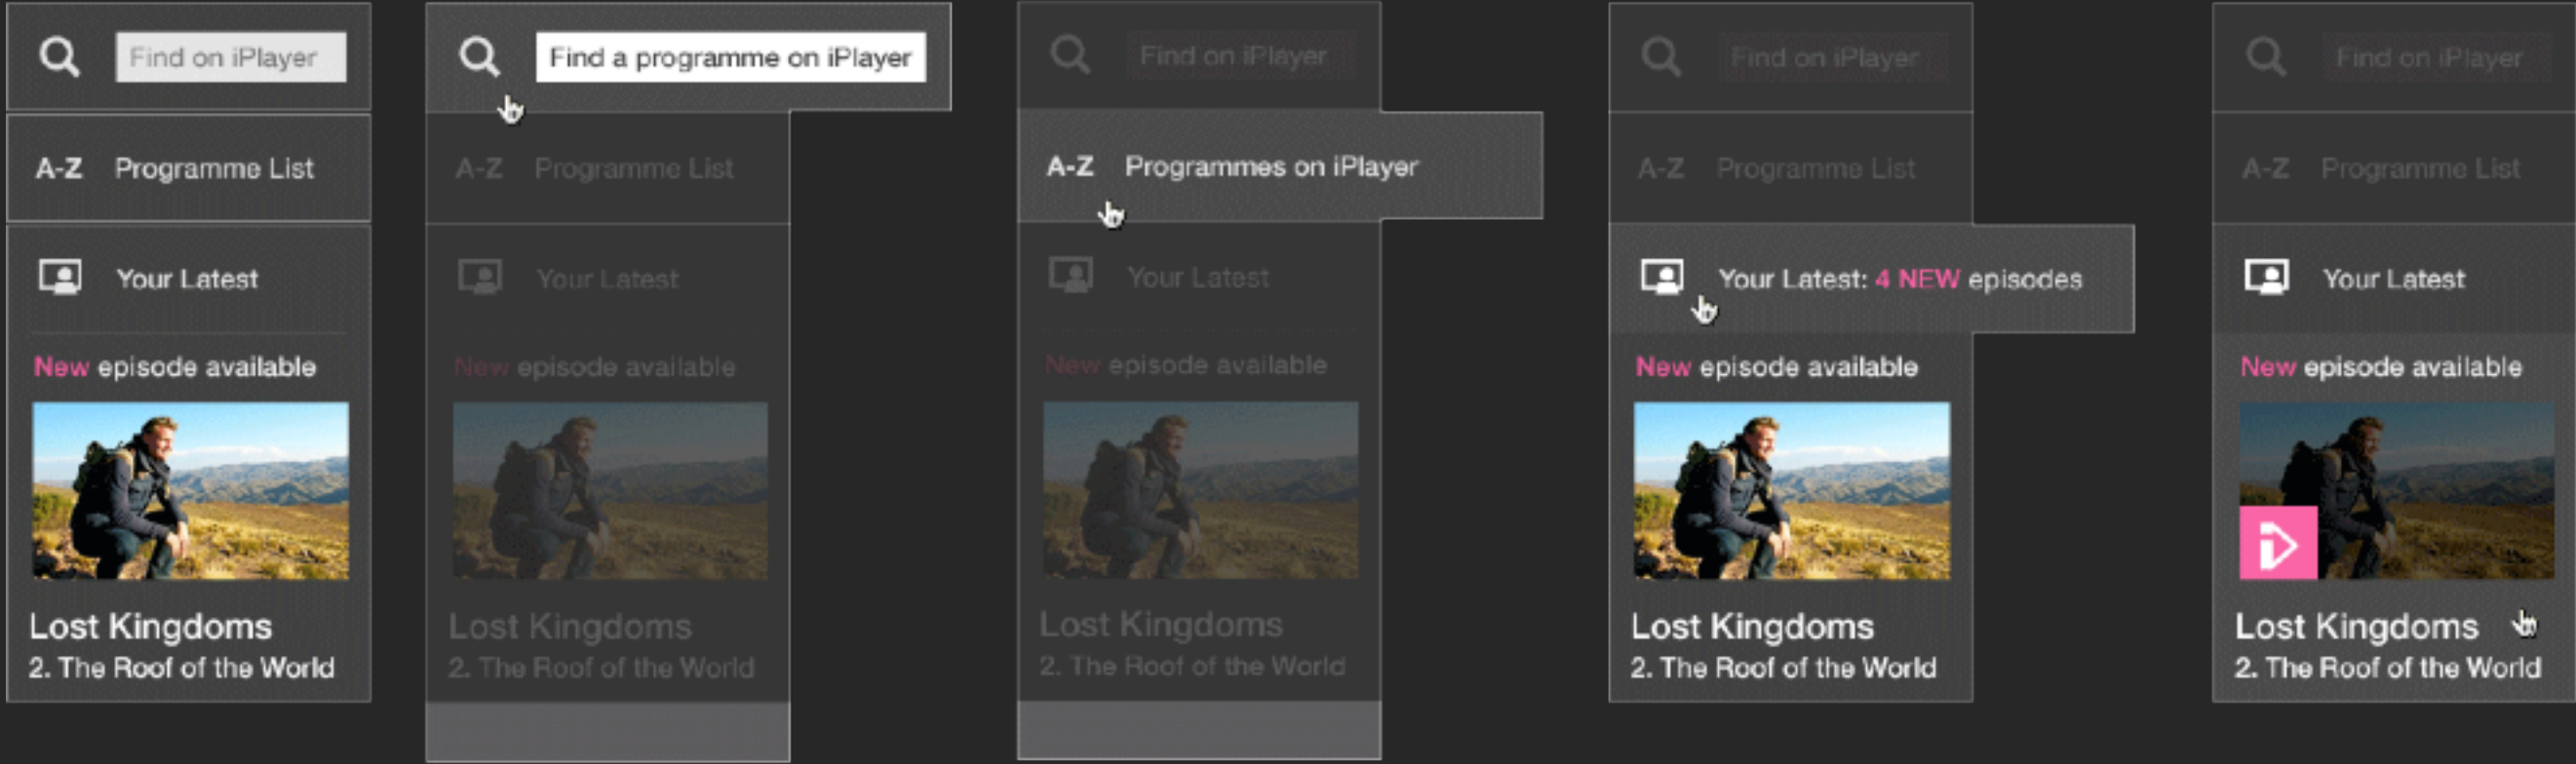 Find on iPlayer
A-Z Programme List
Your Latest
New episode available
Lost Kingdoms
2. The Roof of the World
Find a programme on iPlayer
A-Z Programme List
Your Latest
New episode available
Lost Kingdoms
2. The Roof of the World
Find on iPlayer
A-Z Programmes on iPlayer
Your Latest
New episode available
Lost Kingdoms
2. The Roof of the World
Find on iPlayer
A-Z Programme List
Your Latest: 4 NEW episodes
New episode available
Lost Kingdoms
2. The Roof of the World
Find on iPlayer
A-Z Programme List
Your Latest
New episode available
Lost Kingdoms
2. The Roof of the World